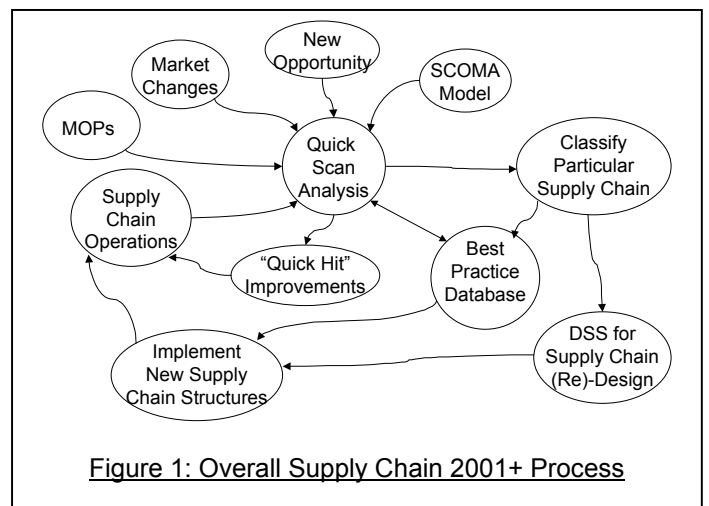 New
Opportunity
Market
Changes
SCOMA
Model
MOPs
Quick
Scan
Analysis
Classify
Particular
Supply Chain
Supply
Chain
Operations
"Quick Hit"
Improvements
Best
Practice
Database
Implement
New Supply
Chain Structures
DSS for
Supply Chain
(Re)-Design
Figure 1: Overall Supply Chain 2001+ Process